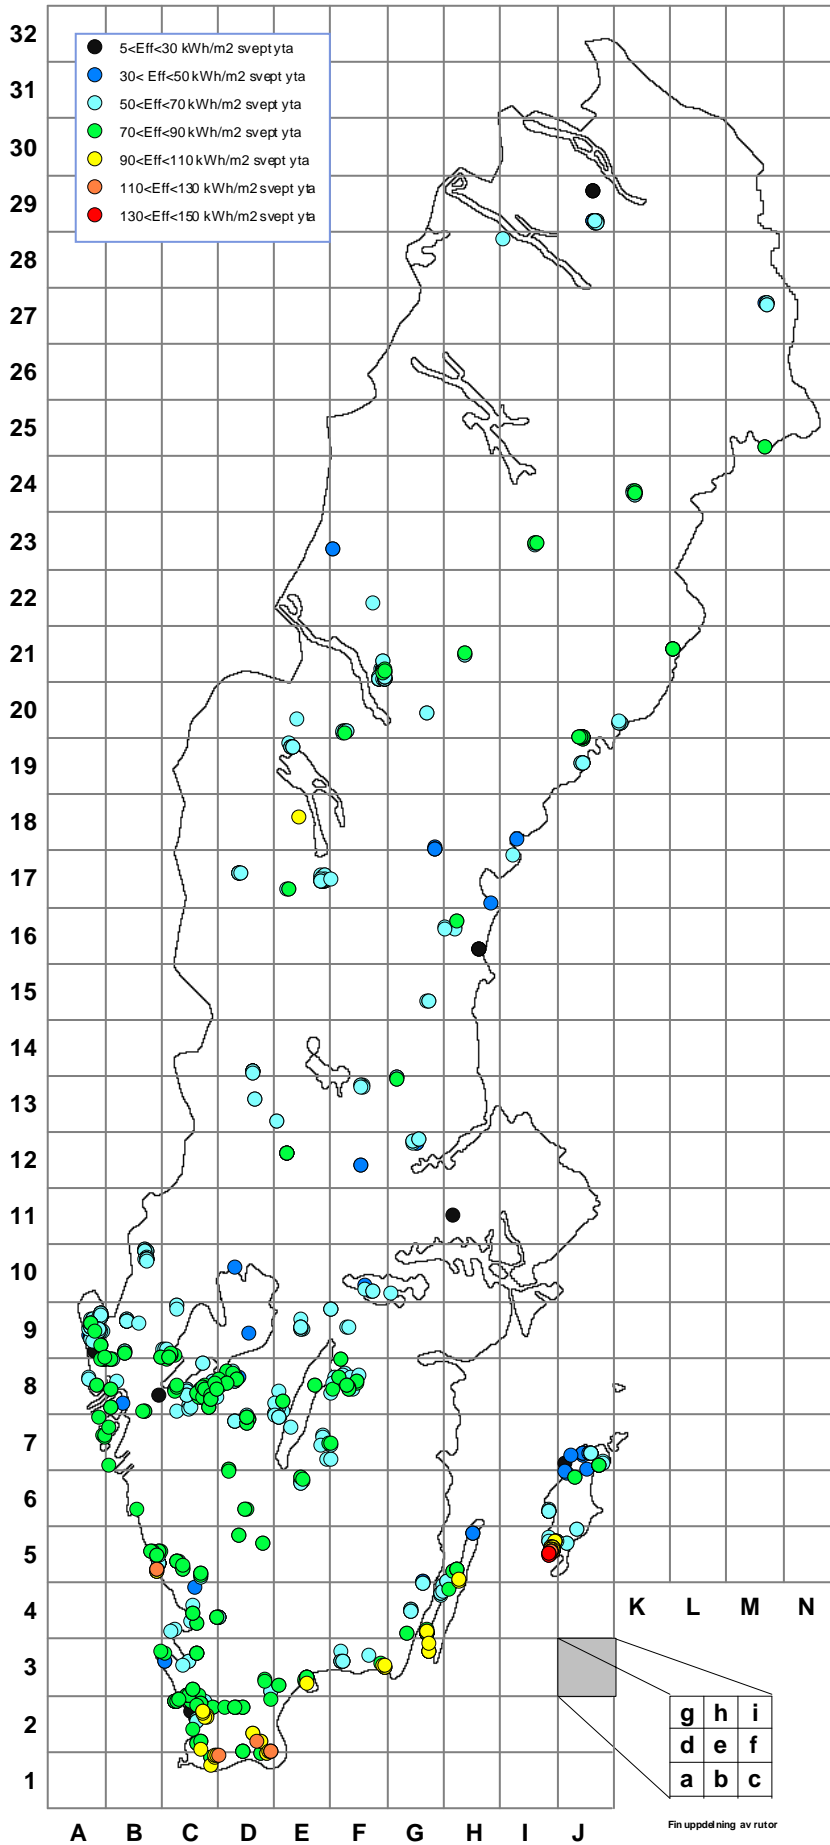 32
31
30
29
28
27
26
25
24
23
22
21
20
19
18
17
16
15
14
13
12
11
10
9
8
7
6
5
4
3
2
1
5<Eff<30 kWh/m2 svept yta
30< Eff<50 kWh/m2 svept yta
50<Eff<70 kWh/m2 svept yta
70<Eff<90 kWh/m2 svept yta
90<Eff<110 kWh/m2 svept yta
110<Eff<130 kWh/m2 svept yta
130<Eff<150 kWh/m2 svept yta
K L M N
g h i
d e f
a b c
Fin uppdelning av rutor
A B C D E F G H I J